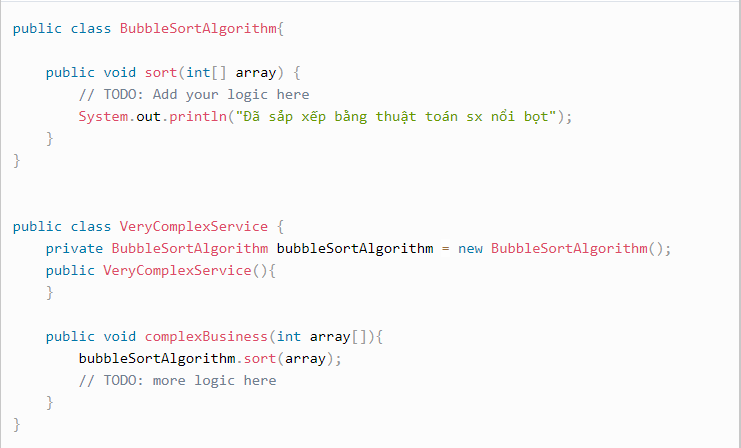 public class BubbleSortAlgorithm{
public void sort(int[] array) {
// TODO: Add your logic here
System.out.println("Đã sắp xếp bằng thuật toán sx nổi bọt");
}
}
public class VeryComplexService {
private BubbleSortAlgorithm bubbleSortAlgorithm = new BubbleSortAlgorithm();
public VeryComplexService(){
}
public void complexBusiness(int array[]){
bubbleSortAlgorithm.sort(array);
// TODO: more logic here
}
}